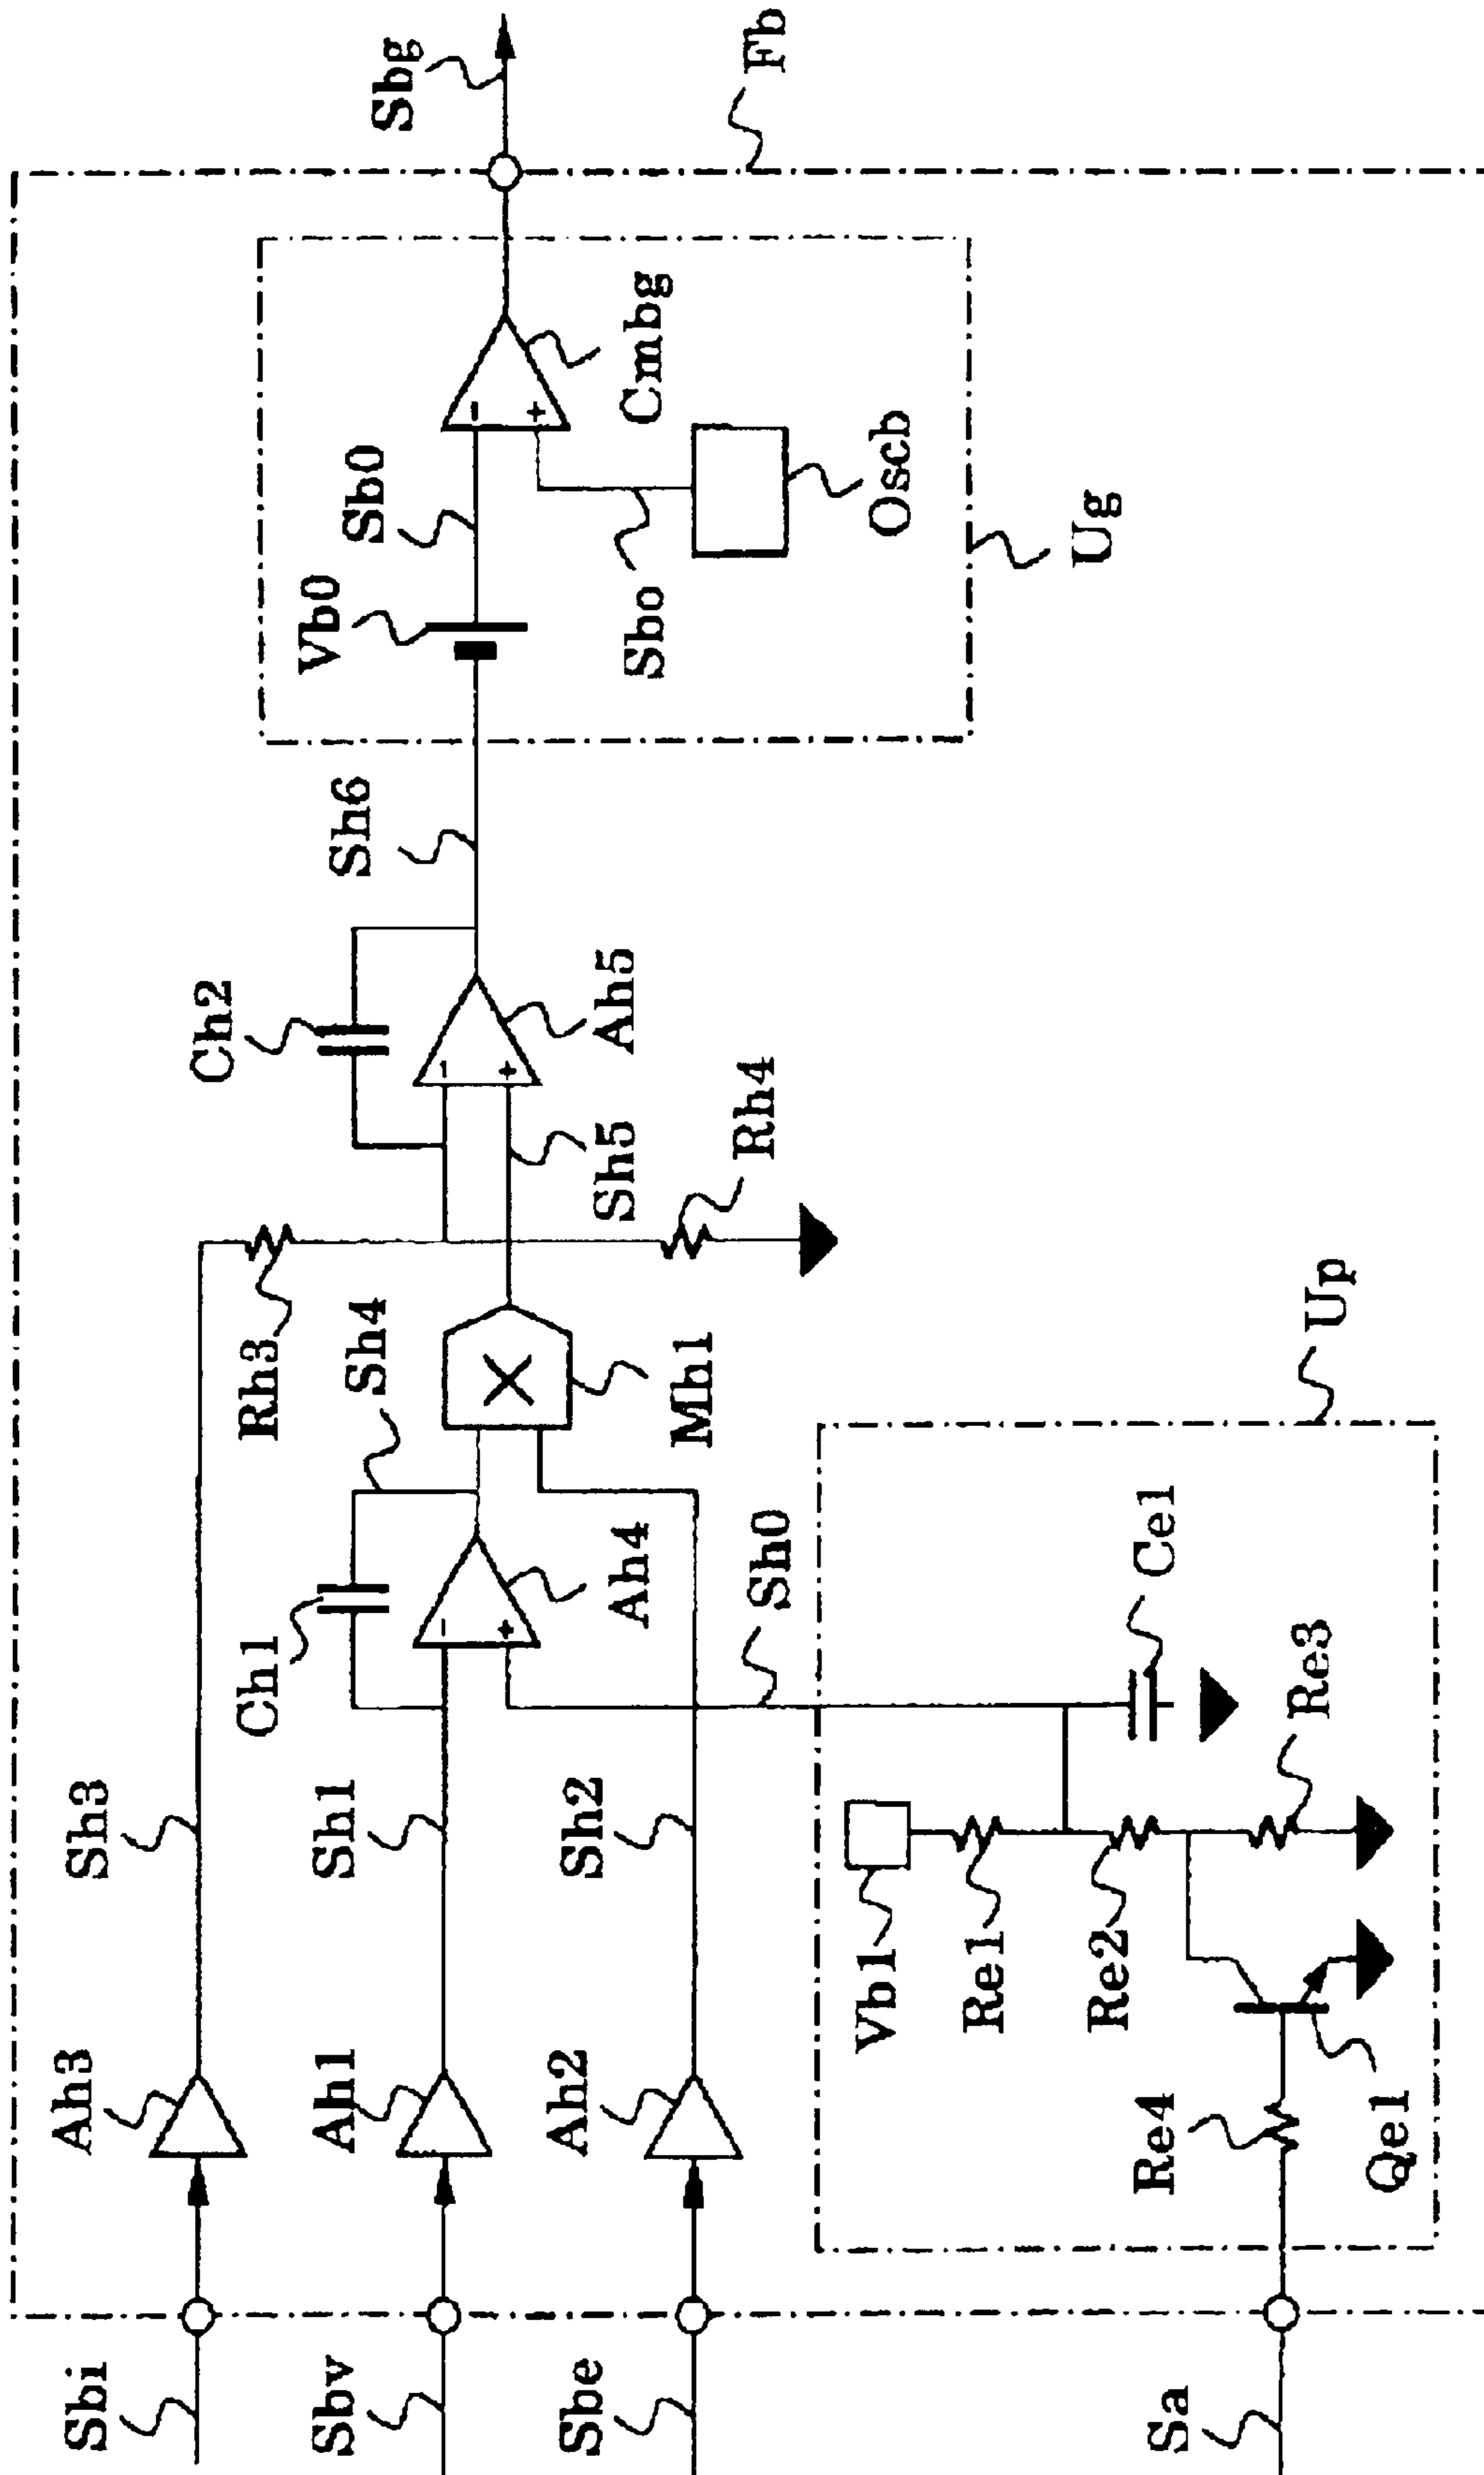 Sbg
Fb
Cmbg
Sb0
Vb0
Sbo
Oscb
Ug
Sh6
Ch2
Ah5
Sh5
Rh4
Rh3
Sh4
Mh1
Up
Ch1
Ah4
Sh0
Ce1
Re3
Sh3
Sh1
Sh2
Vb1
Re1
Re2
Ah3
Ah1
Ah2
Re4
Qe1
Sbi
Sbv
Sbe
Sa
- +
- +
- +
×